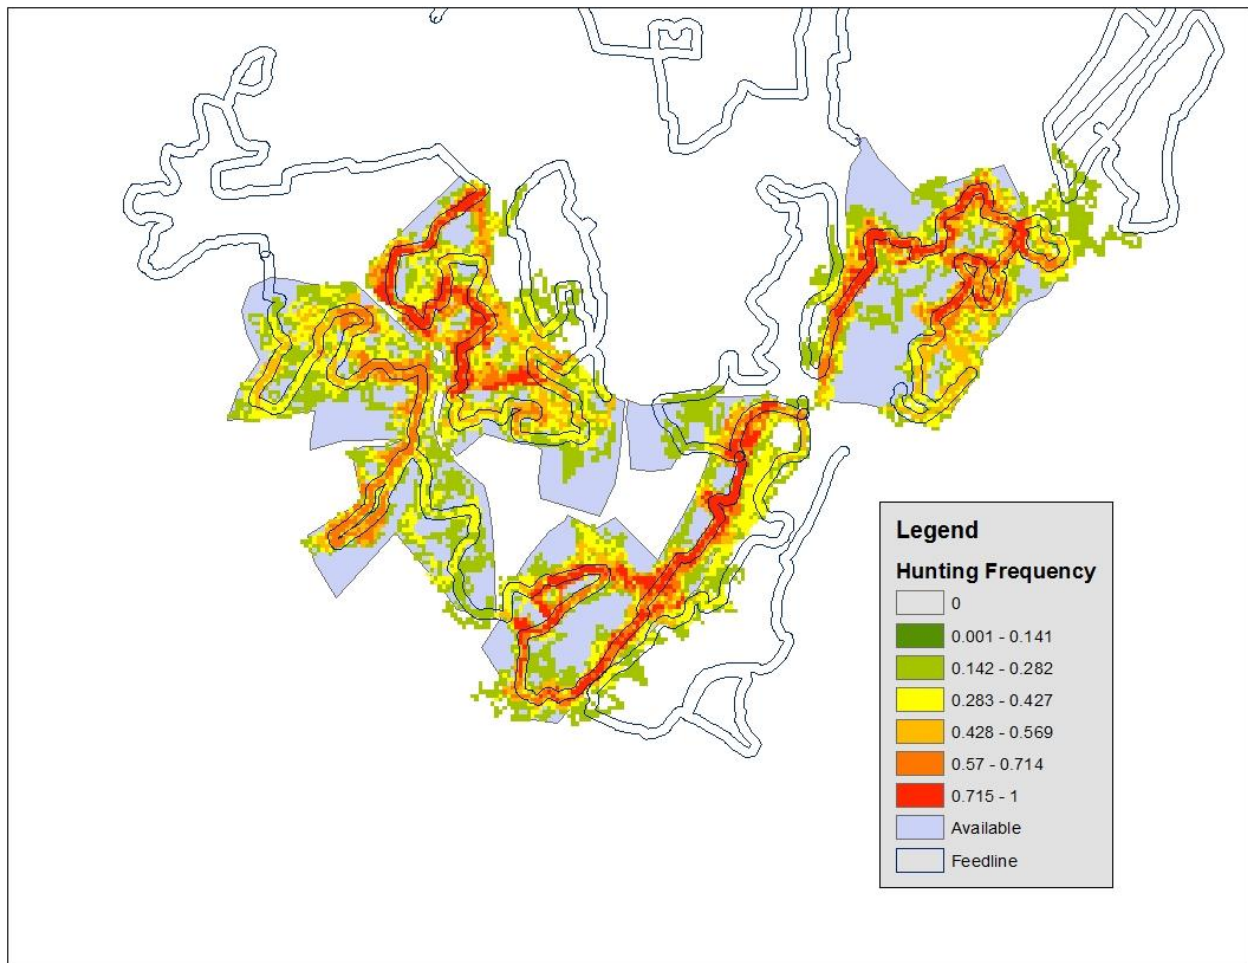 Legend
Hunting Frequency
0
0.001 - 0.141
0.142 - 0.282
0.283 - 0.427
0.428 - 0.569
0.57 - 0.714
0.715 - 1
Available
Feedline